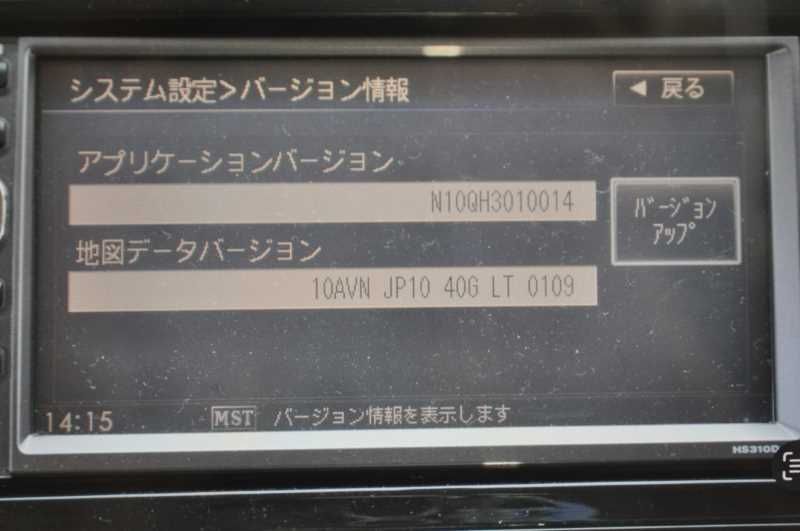 システム設定>バージョン情報
◀ 戻る
アプリケーションバージョン
N10QH3010014
バージョン
アップ
地図データバージョン
10AVN JP10 40G LT 0109
14:15
MST
バージョン情報を表示します
HS310D